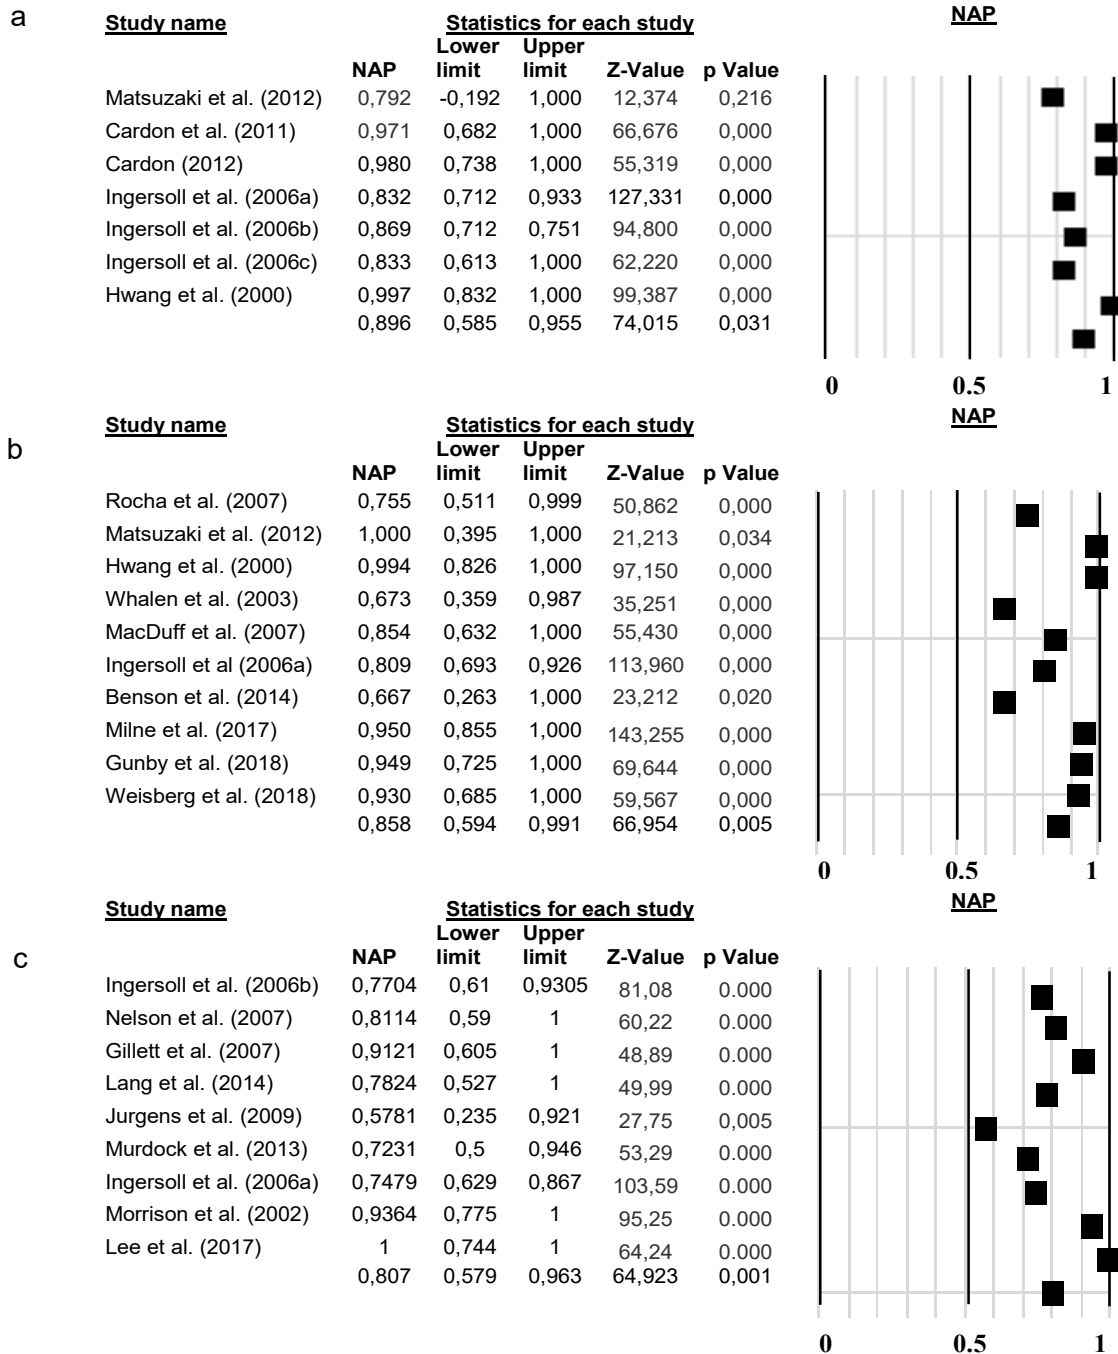 a
Study name Statistics for each study NAP
Lower Upper
NAP limit limit Z-Value p Value
Matsuzaki et al. (2012) 0,792 -0,192 1,000 12,374 0,216
Cardon et al. (2011) 0,971 0,682 1,000 66,676 0,000
Cardon (2012) 0,980 0,738 1,000 55,319 0,000
Ingersoll et al. (2006a) 0,832 0,712 0,933 127,331 0,000
Ingersoll et al. (2006b) 0,869 0,712 0,751 94,800 0,000
Ingersoll et al. (2006c) 0,833 0,613 1,000 62,220 0,000
Hwang et al. (2000) 0,997 0,832 1,000 99,387 0,000
0,896 0,585 0,955 74,015 0,031
0 0.5 1
b
Study name Statistics for each study NAP
Lower Upper
NAP limit limit Z-Value p Value
Rocha et al. (2007) 0,755 0,511 0,999 50,862 0,000
Matsuzaki et al. (2012) 1,000 0,395 1,000 21,213 0,034
Hwang et al. (2000) 0,994 0,826 1,000 97,150 0,000
Whalen et al. (2003) 0,673 0,359 0,987 35,251 0,000
MacDuff et al. (2007) 0,854 0,632 1,000 55,430 0,000
Ingersoll et al (2006a) 0,809 0,693 0,926 113,960 0,000
Benson et al. (2014) 0,667 0,263 1,000 23,212 0,020
Milne et al. (2017) 0,950 0,855 1,000 143,255 0,000
Gunby et al. (2018) 0,949 0,725 1,000 69,644 0,000
Weisberg et al. (2018) 0,930 0,685 1,000 59,567 0,000
0,858 0,594 0,991 66,954 0,005
0 0.5 1
c
Study name Statistics for each study NAP
Lower Upper
NAP limit limit Z-Value p Value
Ingersoll et al. (2006b) 0,7704 0,61 0,9305 81,08 0.000
Nelson et al. (2007) 0,8114 0,59 1 60,22 0.000
Gillett et al. (2007) 0,9121 0,605 1 48,89 0.000
Lang et al. (2014) 0,7824 0,527 1 49,99 0.000
Jurgens et al. (2009) 0,5781 0,235 0,921 27,75 0,005
Murdock et al. (2013) 0,7231 0,5 0,946 53,29 0.000
Ingersoll et al. (2006a) 0,7479 0,629 0,867 103,59 0.000
Morrison et al. (2002) 0,9364 0,775 1 95,25 0.000
Lee et al. (2017) 1 0,744 1 64,24 0.000
0,807 0,579 0,963 64,923 0,001
0 0.5 1